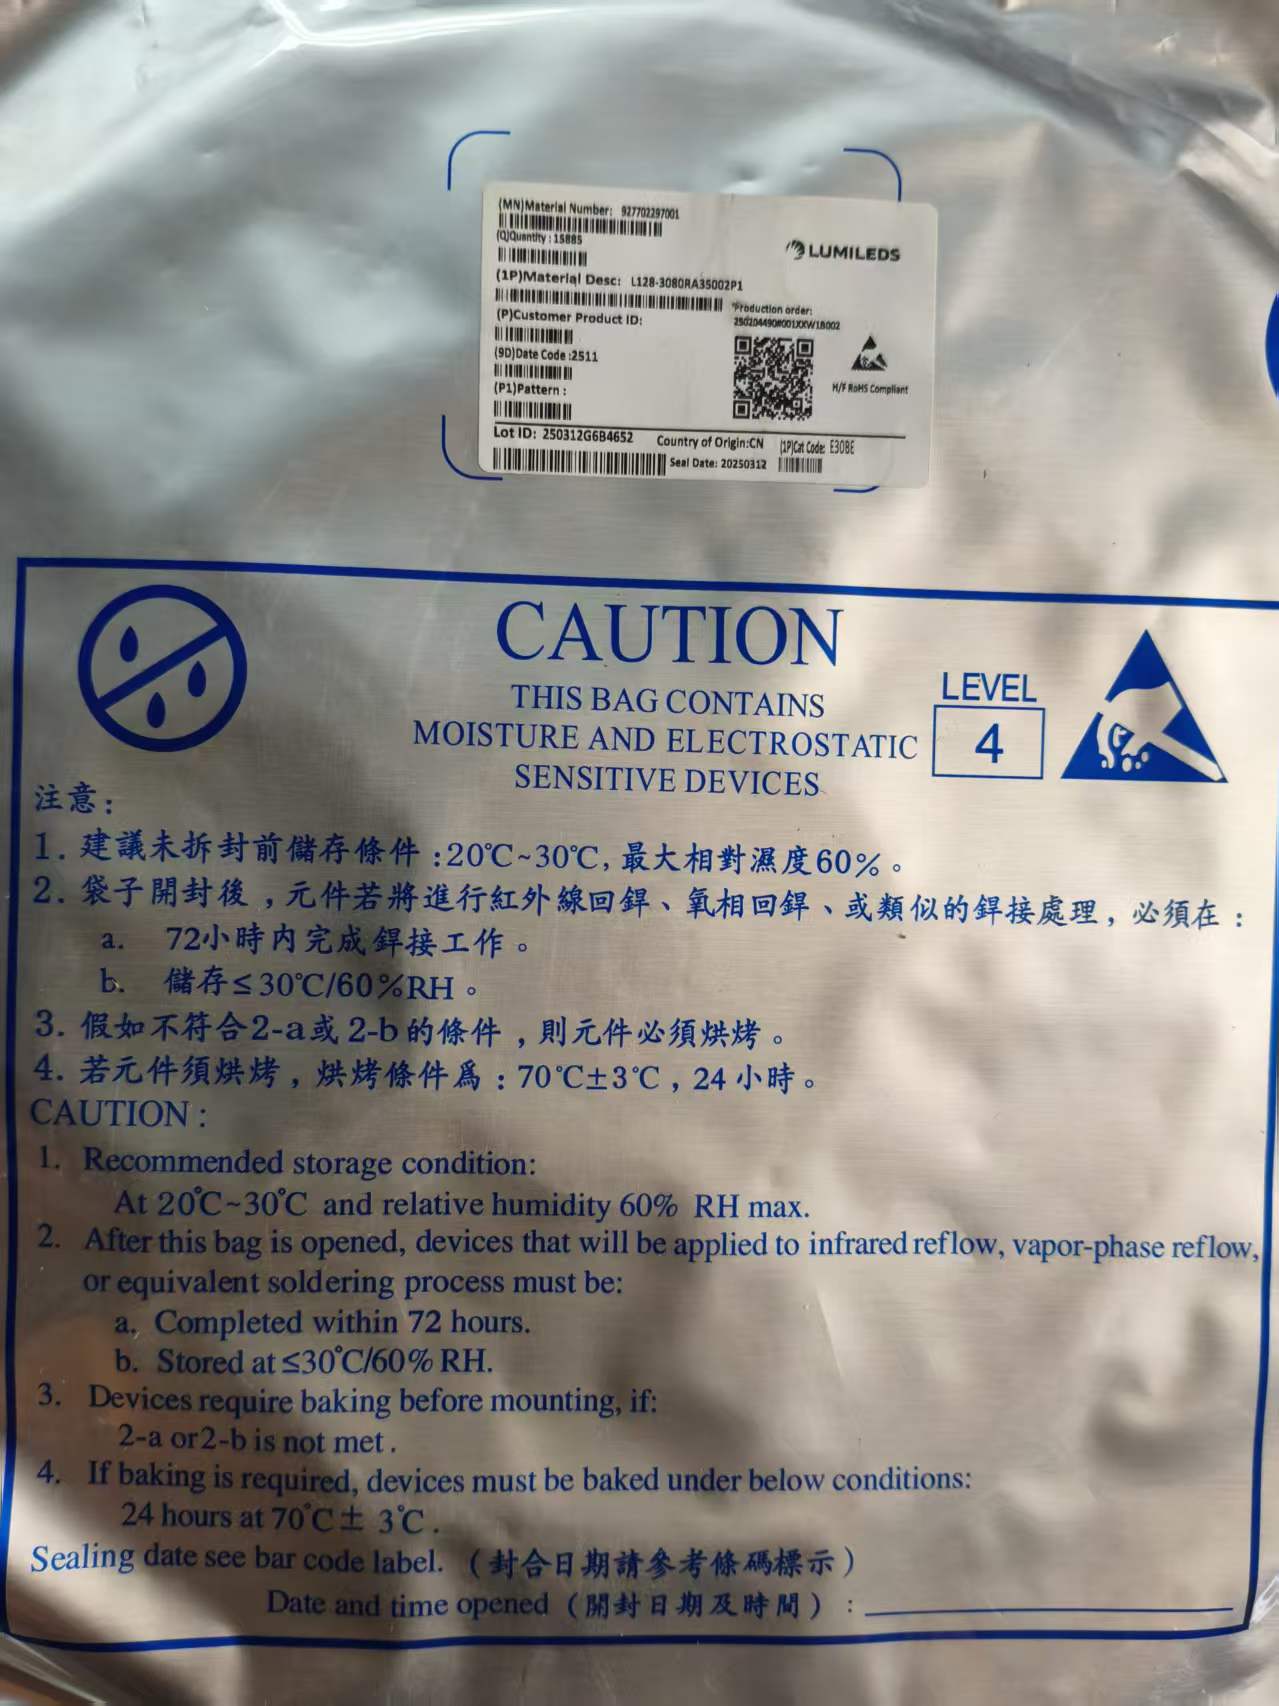 (MN)Material Number: 927702297001
(Q)Quantity : 15885
LUMILEDS
(1P)Material Desc: L128-3080RA35002P1
(P)Customer Product ID:
*Production order:
(9D)Date Code :2511
H/F RoHS Compliant
(P1)Pattern :
Lot ID: 250312G6B4652 Country of Origin:CN (1P)Cat Code: E308E
Seal Date: 20250312
CAUTION
THIS BAG CONTAINS
MOISTURE AND ELECTROSTATIC
SENSITIVE DEVICES
LEVEL
4
注意:
1. 建議未拆封前儲存條件:20℃~30℃, 最大相對濕度60%。
2. 袋子開封後,元件若將進行紅外線回銲、氣相回銲、或類似的銲接處理,必須在:
a. 72小時內完成銲接工作。
b. 儲存≤30℃/60%RH。
3. 假如不符合2-a或2-b的條件,則元件必須烘烤。
4. 若元件須烘烤,烘烤條件爲:70℃±3℃,24小時。
CAUTION :
1. Recommended storage condition:
At 20℃~30℃ and relative humidity 60% RH max.
2. After this bag is opened, devices that will be applied to infrared reflow, vapor-phase reflow,
or equivalent soldering process must be:
a. Completed within 72 hours.
b. Stored at ≤30℃/60% RH.
3. Devices require baking before mounting, if:
2-a or 2-b is not met .
4. If baking is required, devices must be baked under below conditions:
24 hours at 70℃ ± 3℃ .
Sealing date see bar code label. (封合日期請參考條碼標示)
Date and time opened (開封日期及時間) :